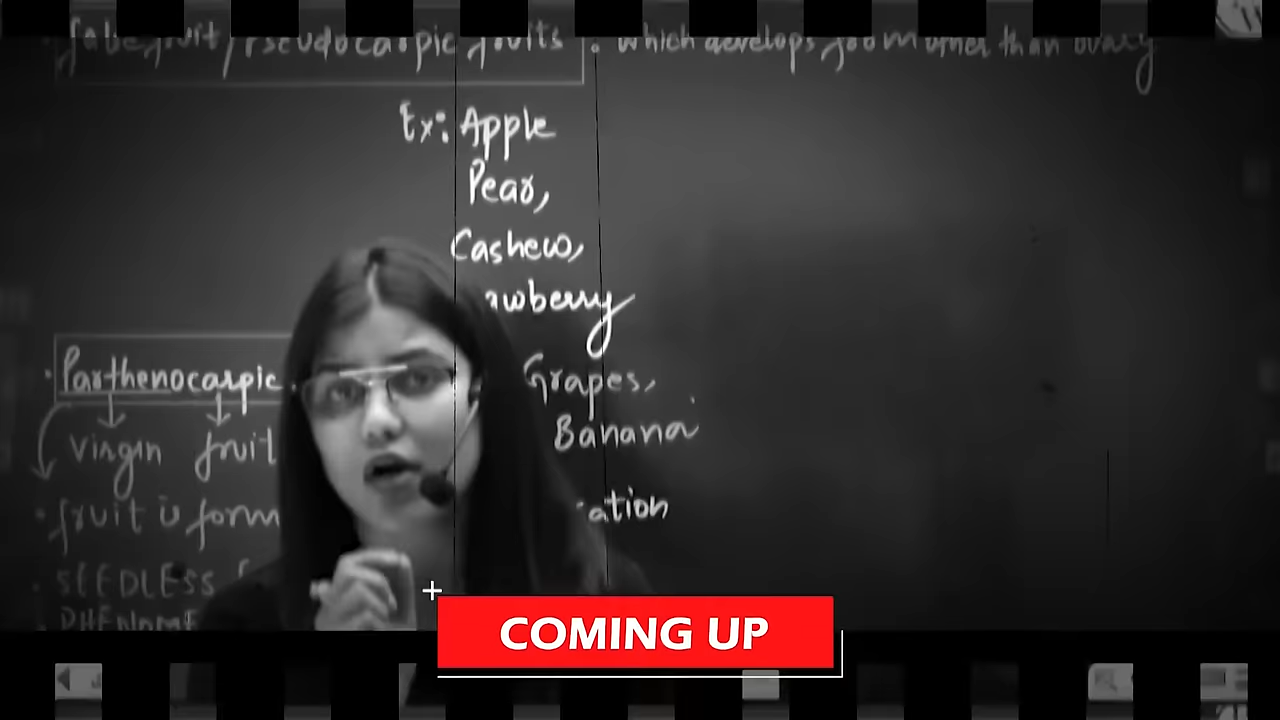 • false fruit / Pseudocarpic fruits : which develops from other than ovary
Ex: Apple
Pear,
Cashew,
awberry
• Parthenocarpic. Grapes,
Virgin fruit Banana
• fruit is form ation
• SEEDLESS
PHENOME
COMING UP